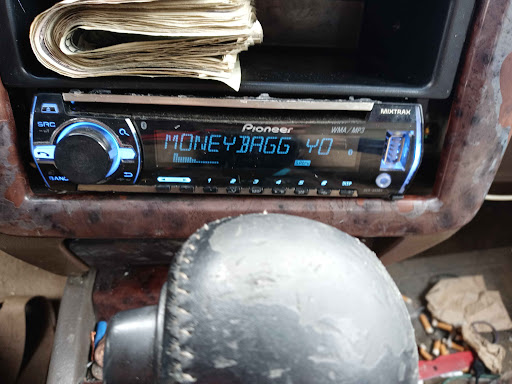 MIXTRAX
Pioneer
WMA/MP3
SRC
MONEYBAGG YO
BAND